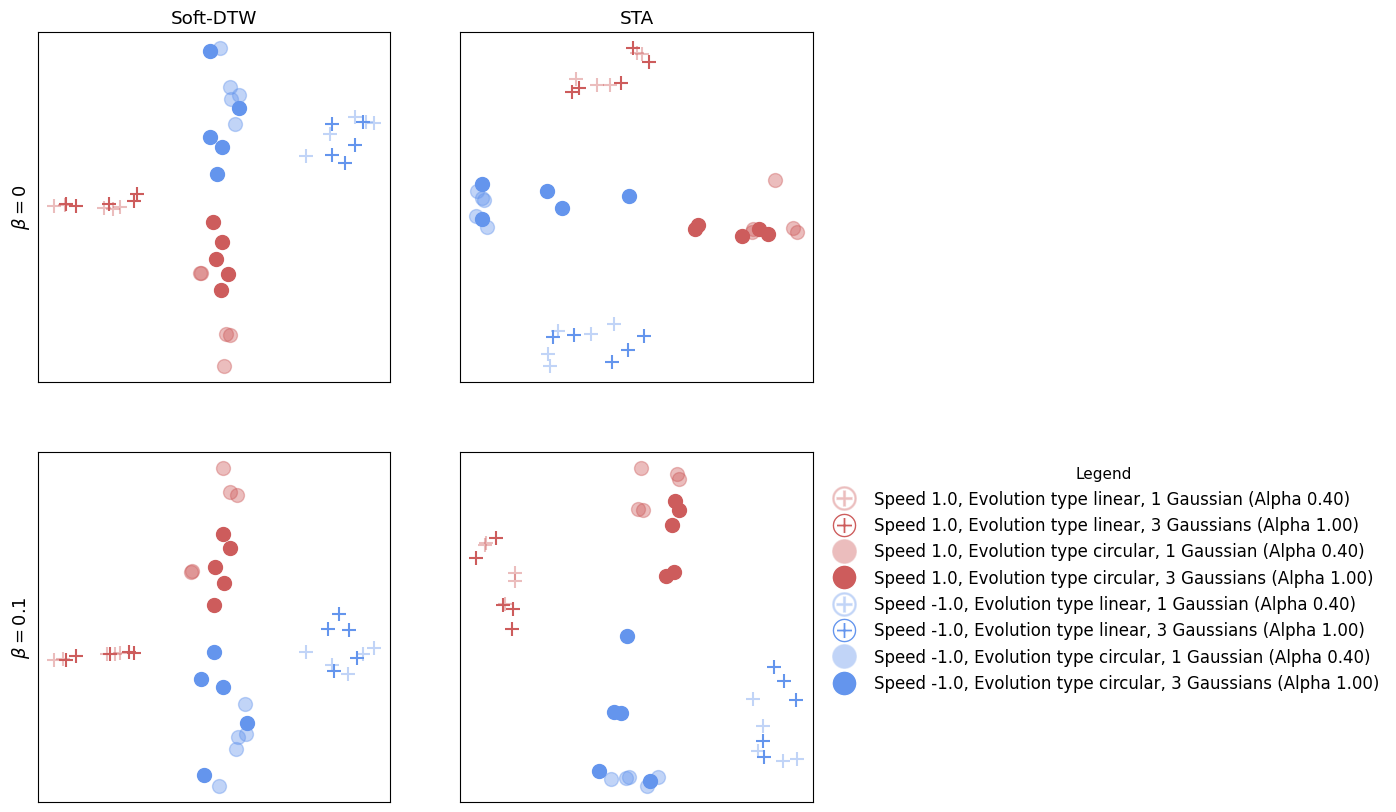 Soft-DTW
STA
β = 0
β = 0.1
Legend
Speed 1.0, Evolution type linear, 1 Gaussian (Alpha 0.40)
Speed 1.0, Evolution type linear, 3 Gaussians (Alpha 1.00)
Speed 1.0, Evolution type circular, 1 Gaussian (Alpha 0.40)
Speed 1.0, Evolution type circular, 3 Gaussians (Alpha 1.00)
Speed -1.0, Evolution type linear, 1 Gaussian (Alpha 0.40)
Speed -1.0, Evolution type linear, 3 Gaussians (Alpha 1.00)
Speed -1.0, Evolution type circular, 1 Gaussian (Alpha 0.40)
Speed -1.0, Evolution type circular, 3 Gaussians (Alpha 1.00)